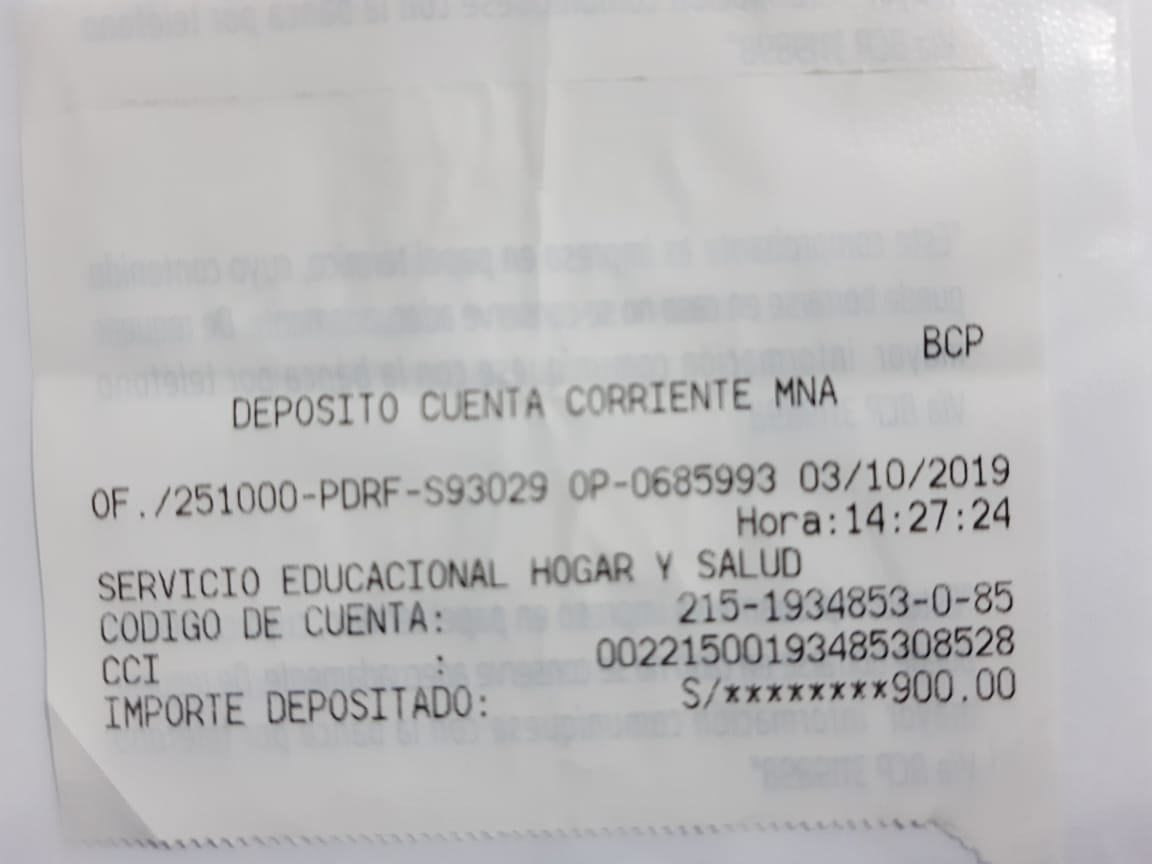 BCP
DEPOSITO CUENTA CORRIENTE MNA
OF./251000-PDRF-S93029 OP-0685993 03/10/2019
Hora:14:27:24
SERVICIO EDUCACIONAL HOGAR Y SALUD
CODIGO DE CUENTA: 215-1934853-0-85
CCI : 00221500193485308528
IMPORTE DEPOSITADO: S/********900.00